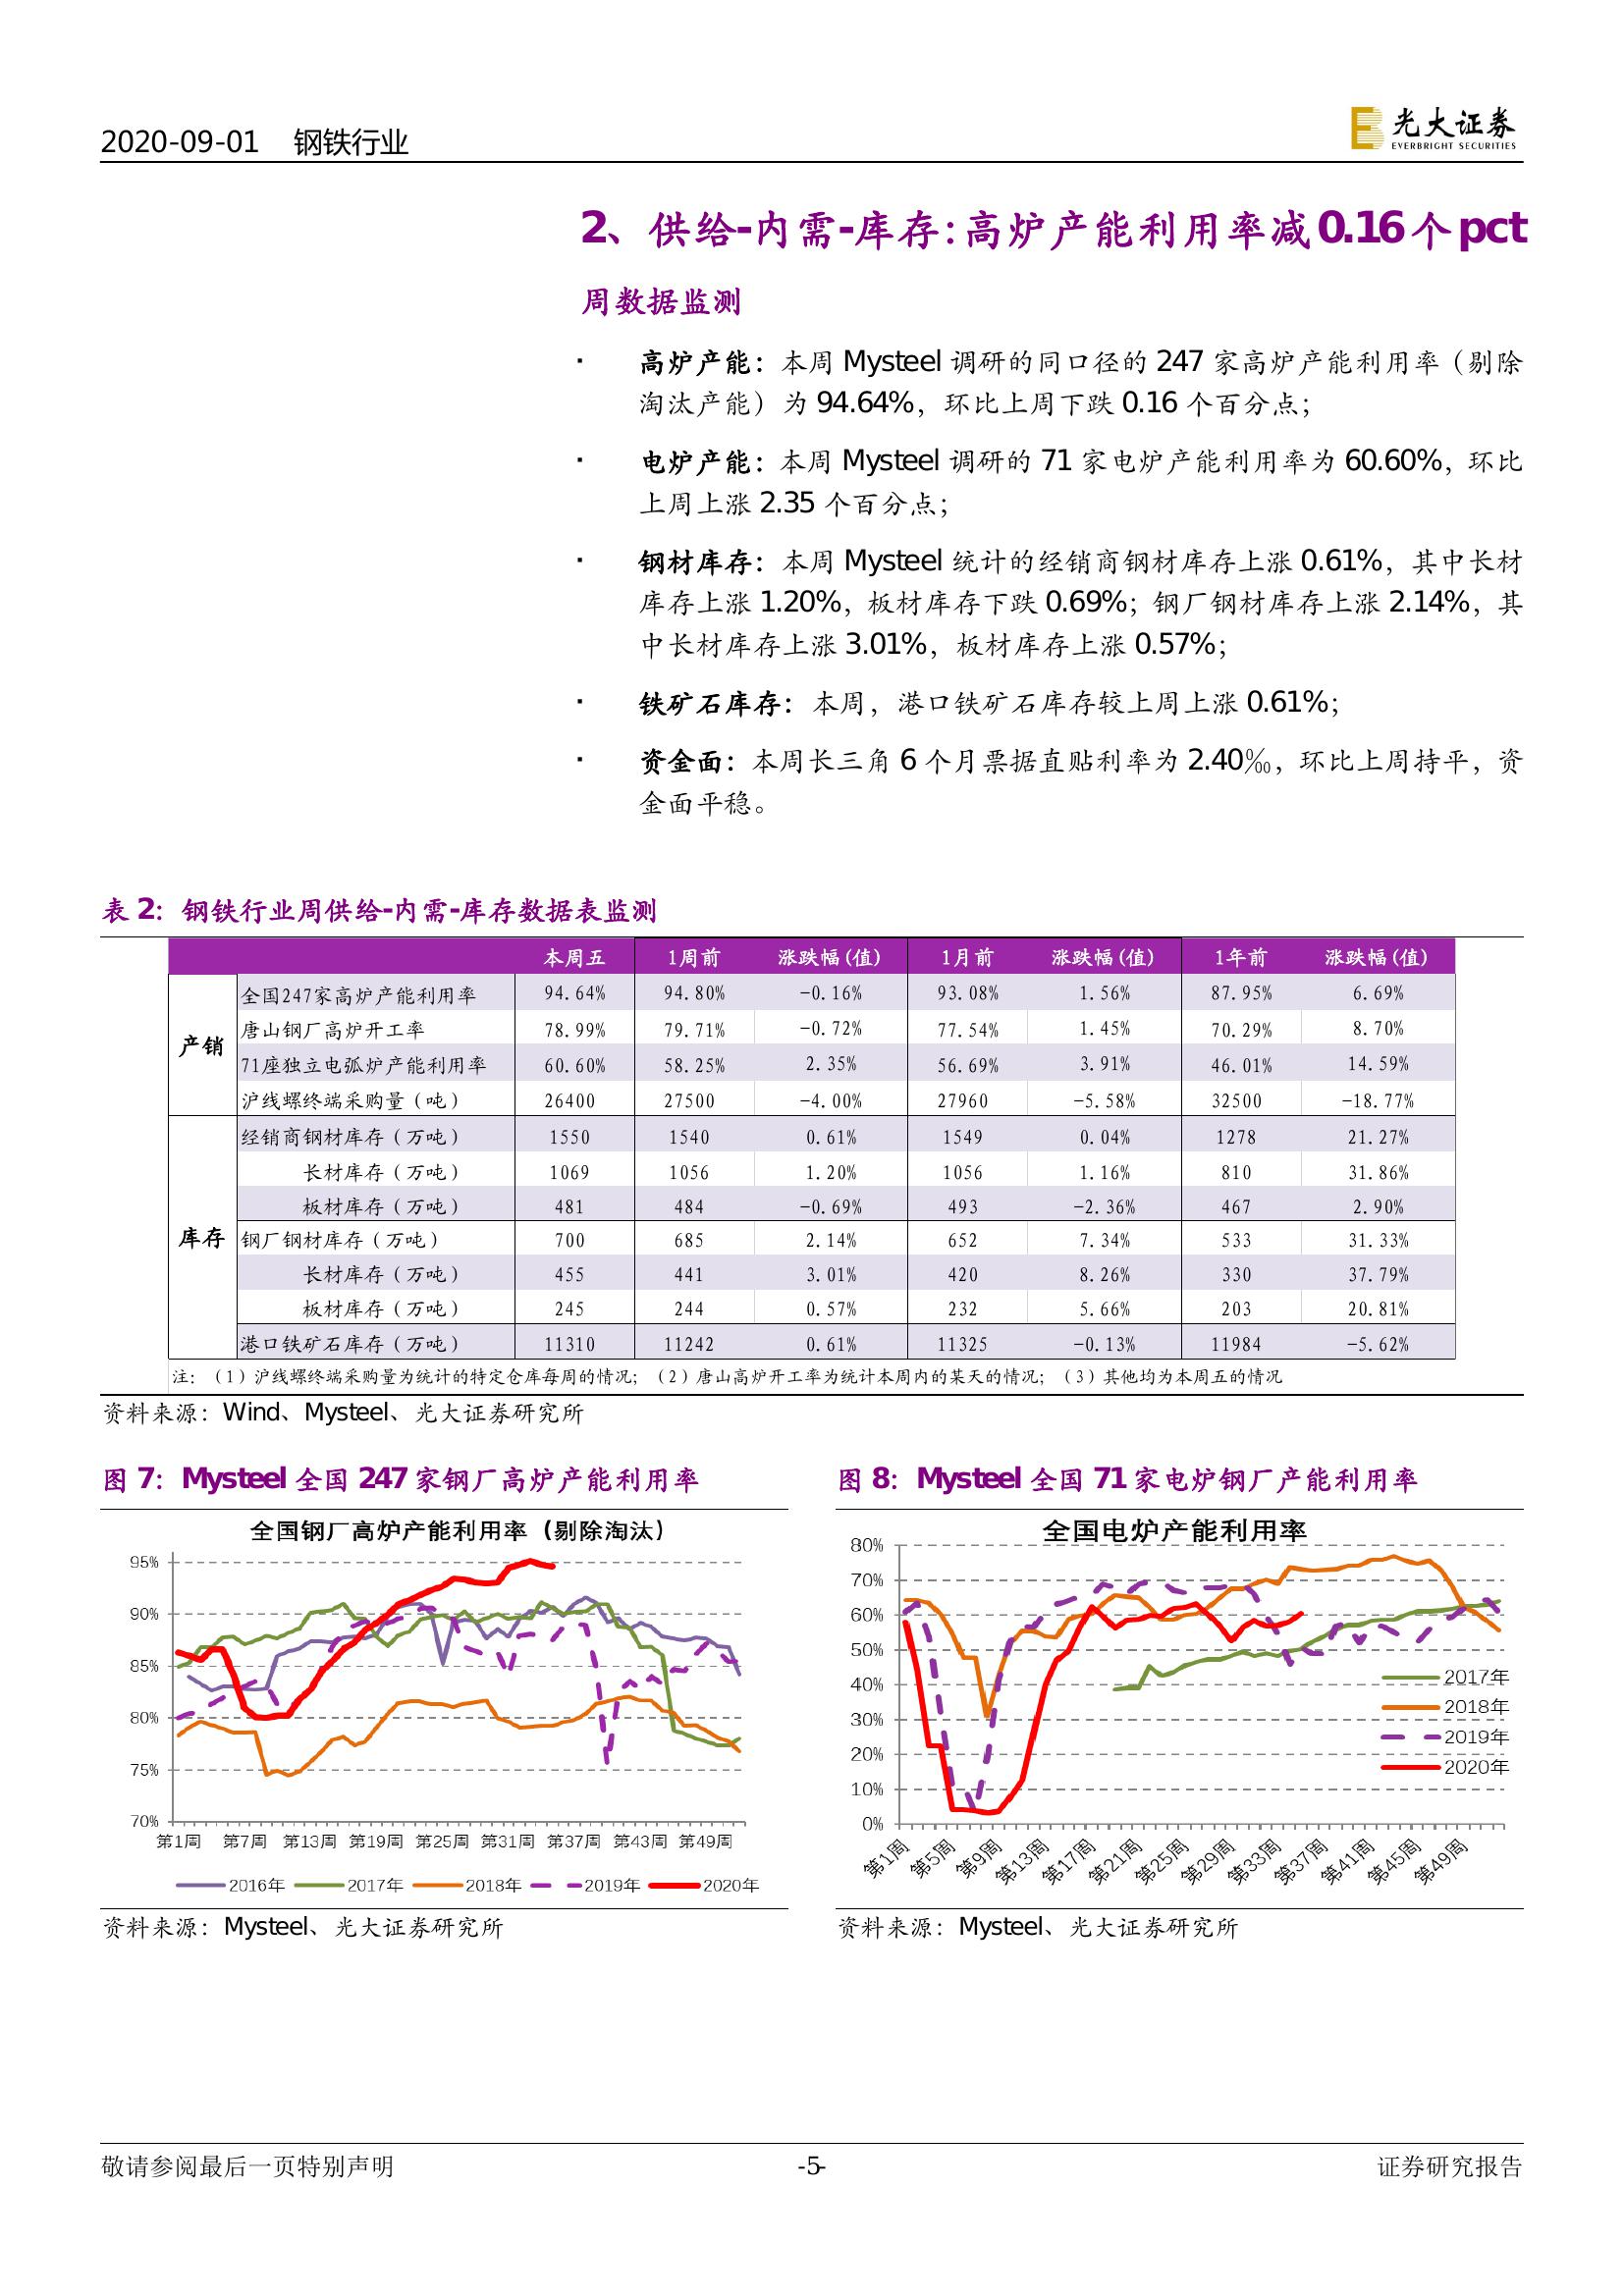 2020-09-01 钢铁行业
光大证券
EVERBRIGHT SECURITIES
2、供给-内需-库存:高炉产能利用率减0.16个pct
周数据监测
▪ 高炉产能：本周 Mysteel 调研的同口径的 247 家高炉产能利用率（剔除
淘汰产能）为 94.64%，环比上周下跌 0.16 个百分点；
▪ 电炉产能：本周 Mysteel 调研的 71 家电炉产能利用率为 60.60%，环比
上周上涨 2.35 个百分点；
▪ 钢材库存：本周 Mysteel 统计的经销商钢材库存上涨 0.61%，其中长材
库存上涨 1.20%，板材库存下跌 0.69%；钢厂钢材库存上涨 2.14%，其
中长材库存上涨 3.01%，板材库存上涨 0.57%；
▪ 铁矿石库存：本周，港口铁矿石库存较上周上涨 0.61%；
▪ 资金面：本周长三角 6 个月票据直贴利率为 2.40‰，环比上周持平，资
金面平稳。
表 2：钢铁行业周供给-内需-库存数据表监测
本周五 1周前 涨跌幅(值) 1月前 涨跌幅(值) 1年前 涨跌幅(值)
产销
全国247家高炉产能利用率 94.64% 94.80% -0.16% 93.08% 1.56% 87.95% 6.69%
唐山钢厂高炉开工率 78.99% 79.71% -0.72% 77.54% 1.45% 70.29% 8.70%
71座独立电弧炉产能利用率 60.60% 58.25% 2.35% 56.69% 3.91% 46.01% 14.59%
沪线螺终端采购量（吨） 26400 27500 -4.00% 27960 -5.58% 32500 -18.77%
库存
经销商钢材库存（万吨） 1550 1540 0.61% 1549 0.04% 1278 21.27%
长材库存（万吨） 1069 1056 1.20% 1056 1.16% 810 31.86%
板材库存（万吨） 481 484 -0.69% 493 -2.36% 467 2.90%
钢厂钢材库存（万吨） 700 685 2.14% 652 7.34% 533 31.33%
长材库存（万吨） 455 441 3.01% 420 8.26% 330 37.79%
板材库存（万吨） 245 244 0.57% 232 5.66% 203 20.81%
港口铁矿石库存（万吨） 11310 11242 0.61% 11325 -0.13% 11984 -5.62%
注：（1）沪线螺终端采购量为统计的特定仓库每周的情况；（2）唐山高炉开工率为统计本周内的某天的情况；（3）其他均为本周五的情况
资料来源：Wind、Mysteel、光大证券研究所
图 7：Mysteel 全国 247 家钢厂高炉产能利用率
全国钢厂高炉产能利用率（剔除淘汰）
95%
90%
85%
80%
75%
70%
第1周 第7周 第13周 第19周 第25周 第31周 第37周 第43周 第49周
2016年 2017年 2018年 2019年 2020年
资料来源：Mysteel、光大证券研究所
图 8：Mysteel 全国 71 家电炉钢厂产能利用率
全国电炉产能利用率
80%
70%
60%
50%
40%
30%
20%
10%
0%
2017年
2018年
2019年
2020年
第1周 第5周 第9周 第13周 第17周 第21周 第25周 第29周 第33周 第37周 第41周 第45周 第49周
资料来源：Mysteel、光大证券研究所
敬请参阅最后一页特别声明 -5- 证券研究报告